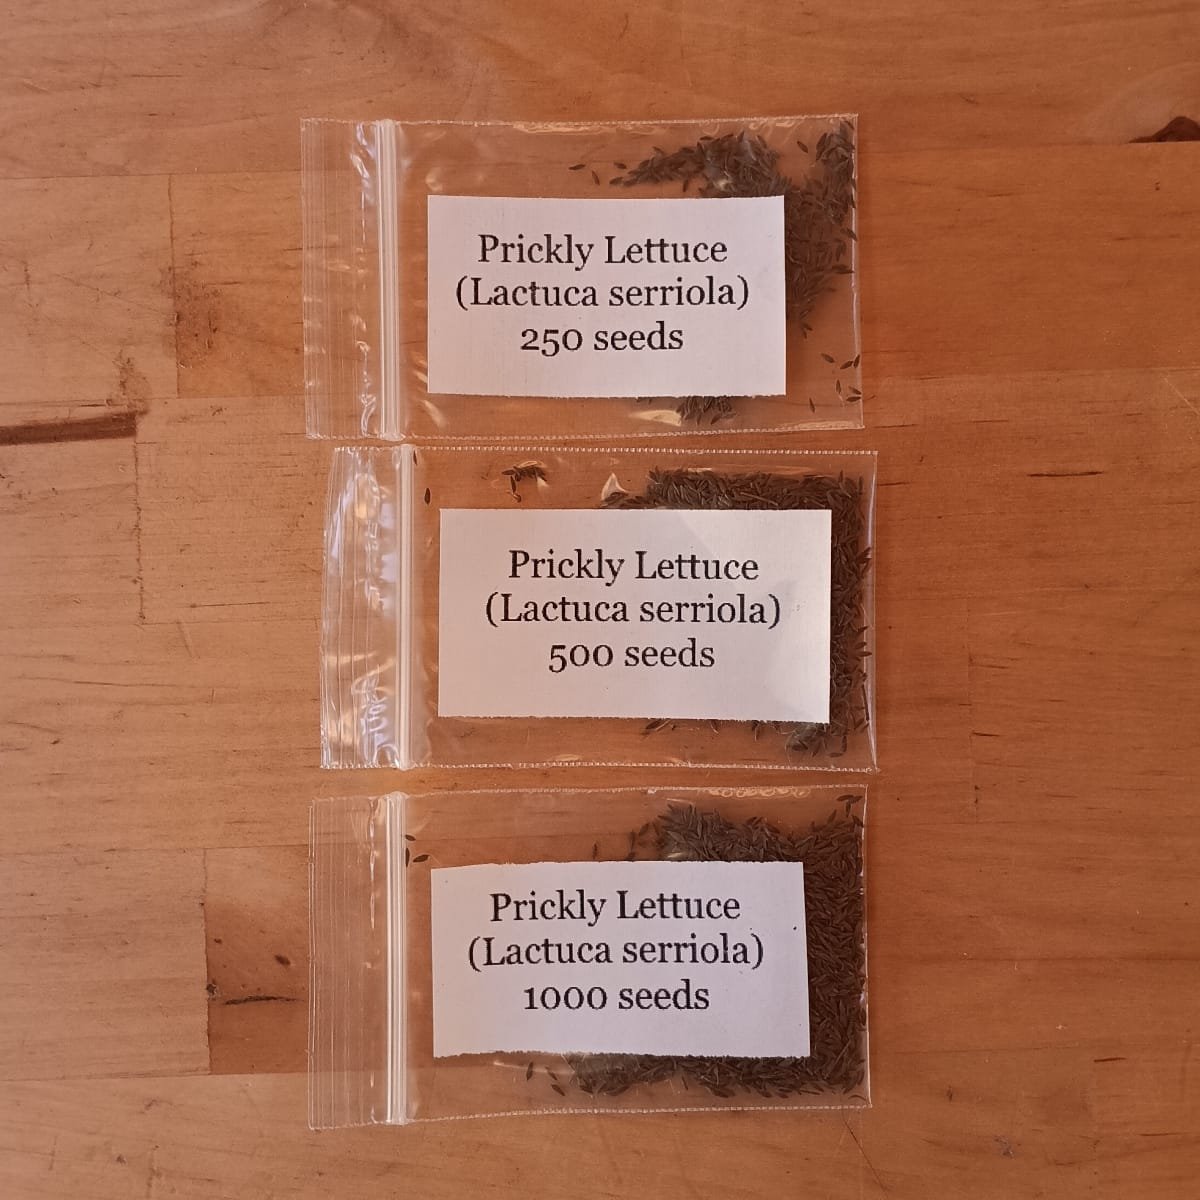 Prickly Lettuce
(Lactuca serriola)
250 seeds
Prickly Lettuce
(Lactuca serriola)
500 seeds
Prickly Lettuce
(Lactuca serriola)
1000 seeds